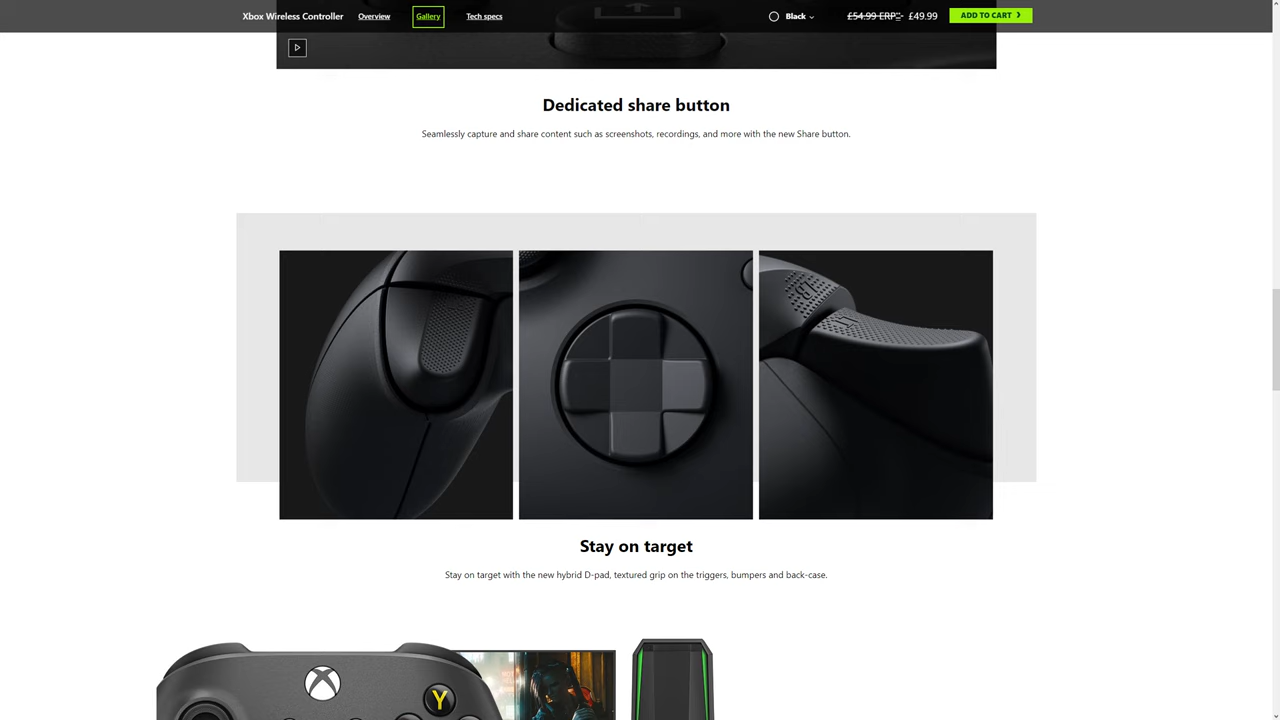 Xbox Wireless Controller Overview Gallery Tech specs Black £54.99 ERP £49.99 ADD TO CART
Dedicated share button
Seamlessly capture and share content such as screenshots, recordings, and more with the new Share button.
LB
LT
Stay on target
Stay on target with the new hybrid D-pad, textured grip on the triggers, bumpers and back-case.
Y